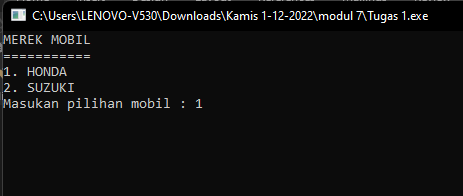 C:\Users\LENOVO-V530\Downloads\Kamis 1-12-2022\modul 7\Tugas 1.exe
MEREK MOBIL
===========
1. HONDA
2. SUZUKI
Masukan pilihan mobil : 1